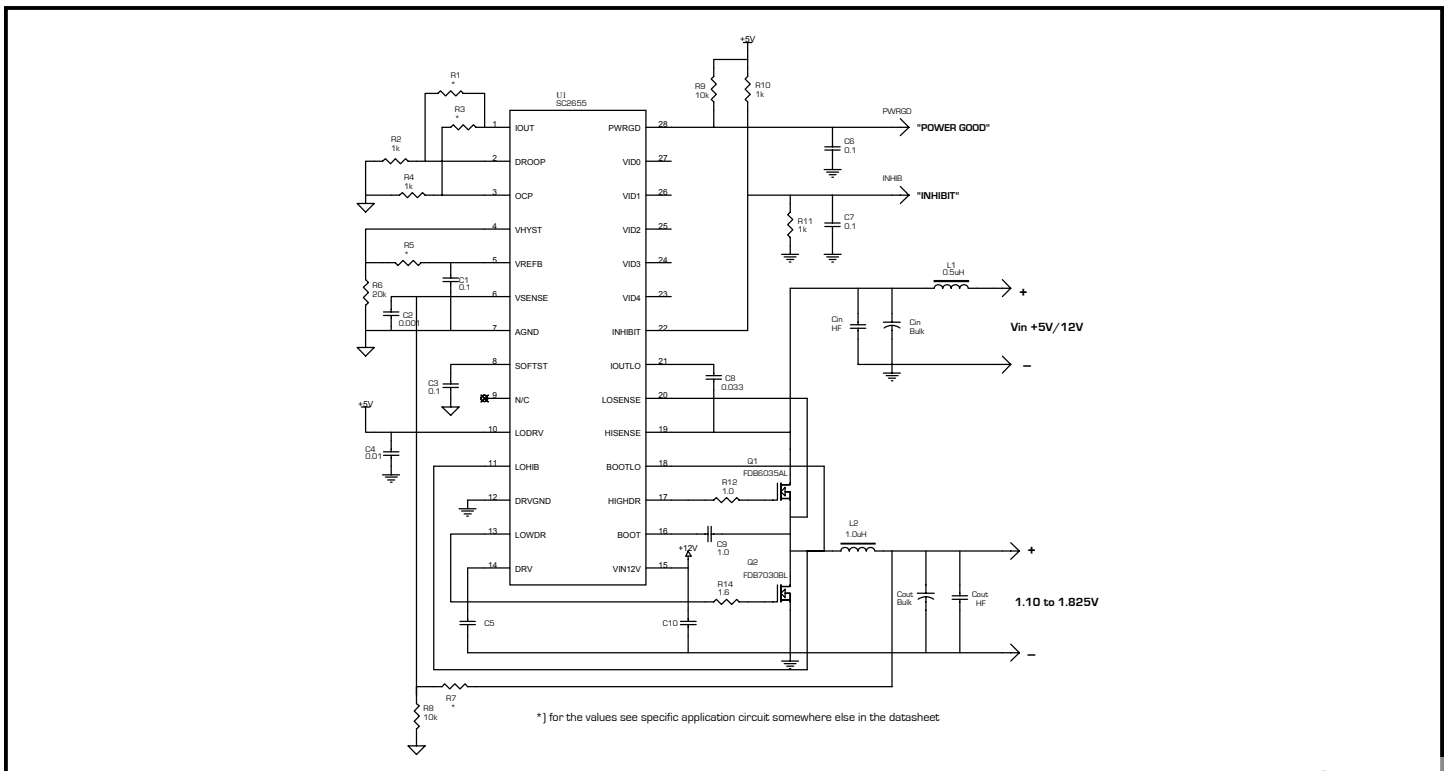 +5V
R1
*
R9
10k
R10
1k
U1
SC2655
R3
*
PWRGD
"POWER GOOD"
1
IOUT
PWRGD
28
R2
1k
C6
0.1
2
DROOP
VID0
27
R4
1k
INHIB
"INHIBIT"
3
OCP
VID1
26
R11
1k
C7
0.1
4
VHYST
VID2
25
R5
*
5
VREFB
VID3
24
L1
0.5uH
C1
0.1
R6
20k
6
VSENSE
VID4
23
+
C2
0.001
Cin
HF
Cin
Bulk
Vin +5V/12V
7
AGND
INHIBIT
22
8
SOFTST
IOUTLO
21
–
C3
0.1
C8
0.033
9
N/C
LOSENSE
20
+5V
10
LODRV
HISENSE
19
C4
0.01
11
LOHIB
BOOTLO
18
Q1
FDB6035AL
R12
1.0
12
DRVGND
HIGHDR
17
L2
1.0uH
13
LOWDR
BOOT
16
C9
1.0
+12V
+
14
DRV
VIN12V
15
Q2
FDB7030BL
R14
1.6
Cout
Bulk
Cout
HF
1.10 to 1.825V
C5
C10
–
R7
*
R8
10k
*) for the values see specific application circuit somewhere else in the datasheet